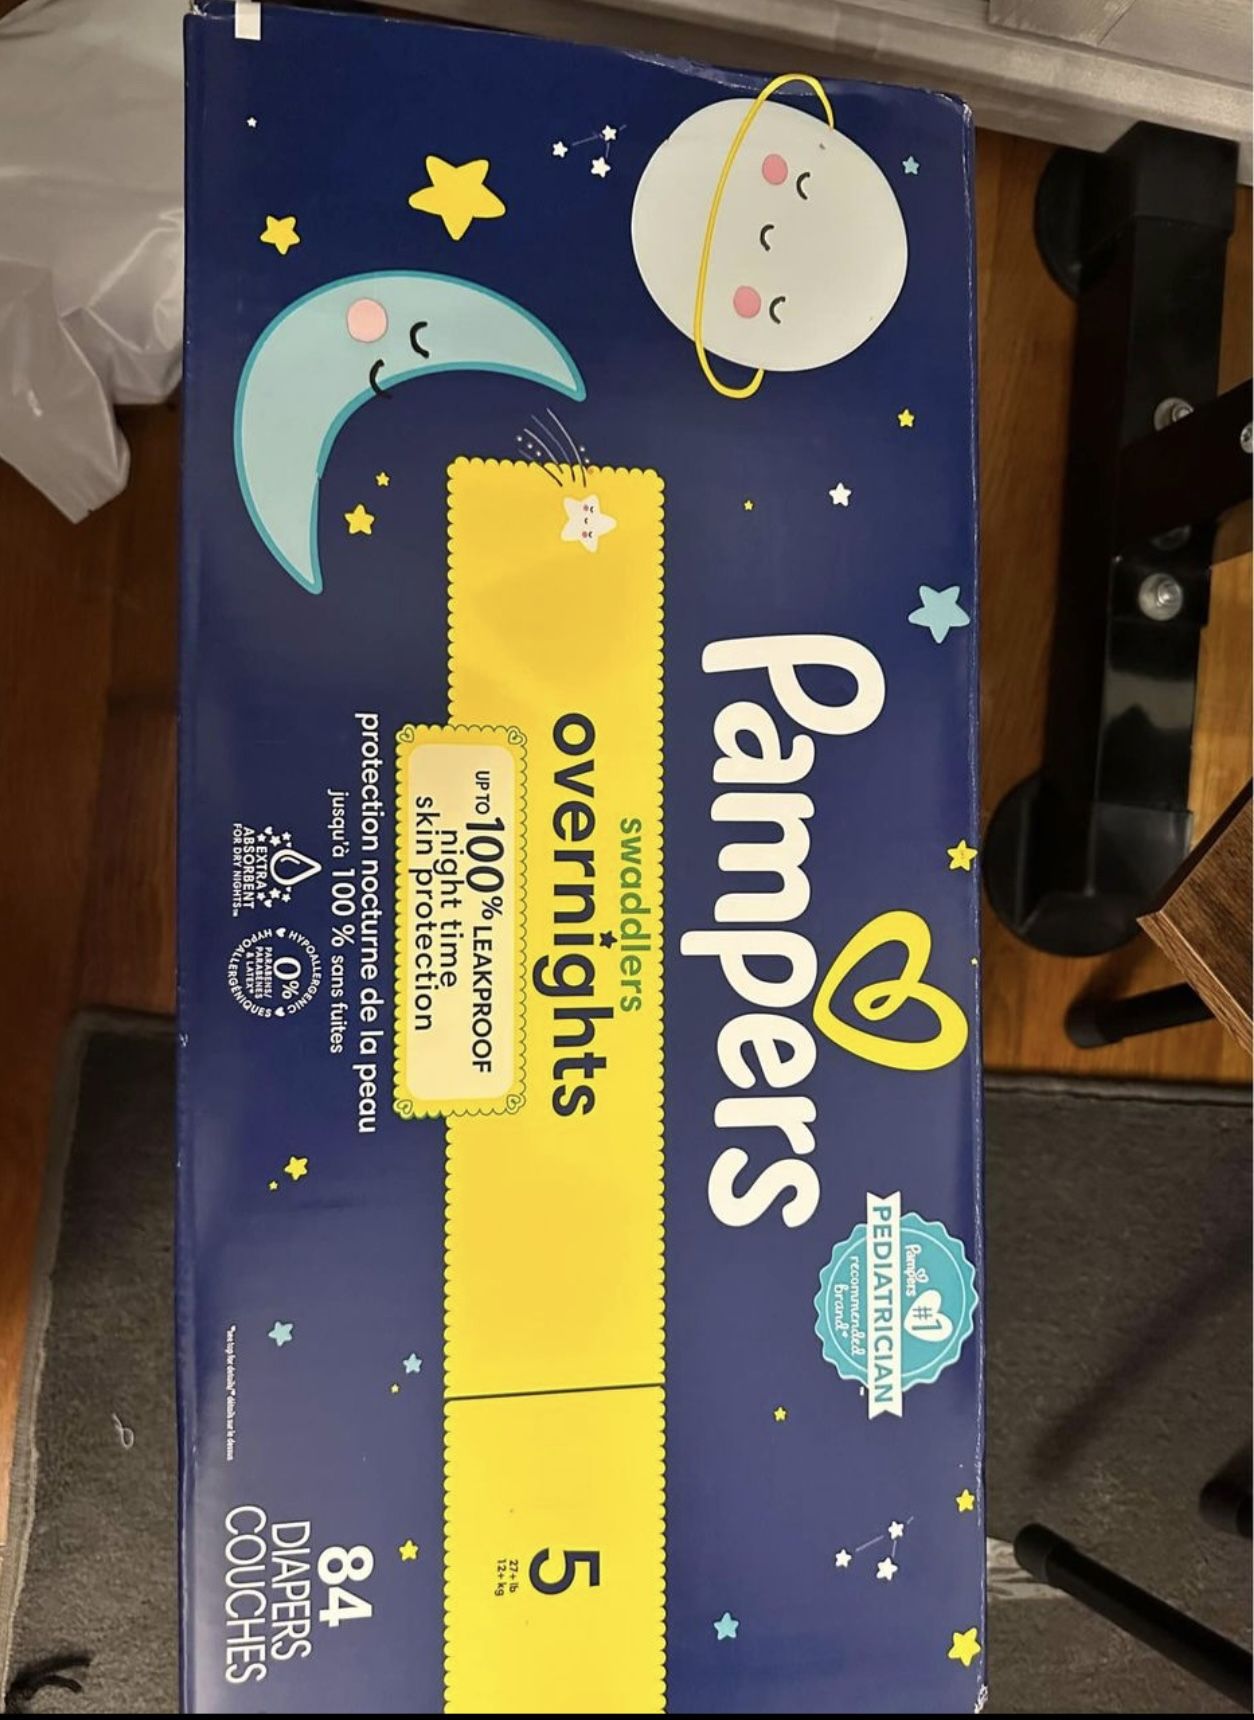 Pampers
Pampers
#1
PEDIATRICIAN
recommended
brand*
™
swaddlers
overnights
5
27+ lb
12+ kg
UP TO 100% LEAKPROOF
night time
skin protection
protection nocturne de la peau
jusqu'à 100 % sans fuites
EXTRA
ABSORBENT
FOR DRY NIGHTS™
HYPOALLERGENIC
HYPOALLERGÉNIQUES
0%
PARABENS/
PARABÈNES
& LATEX*
84
DIAPERS
COUCHES